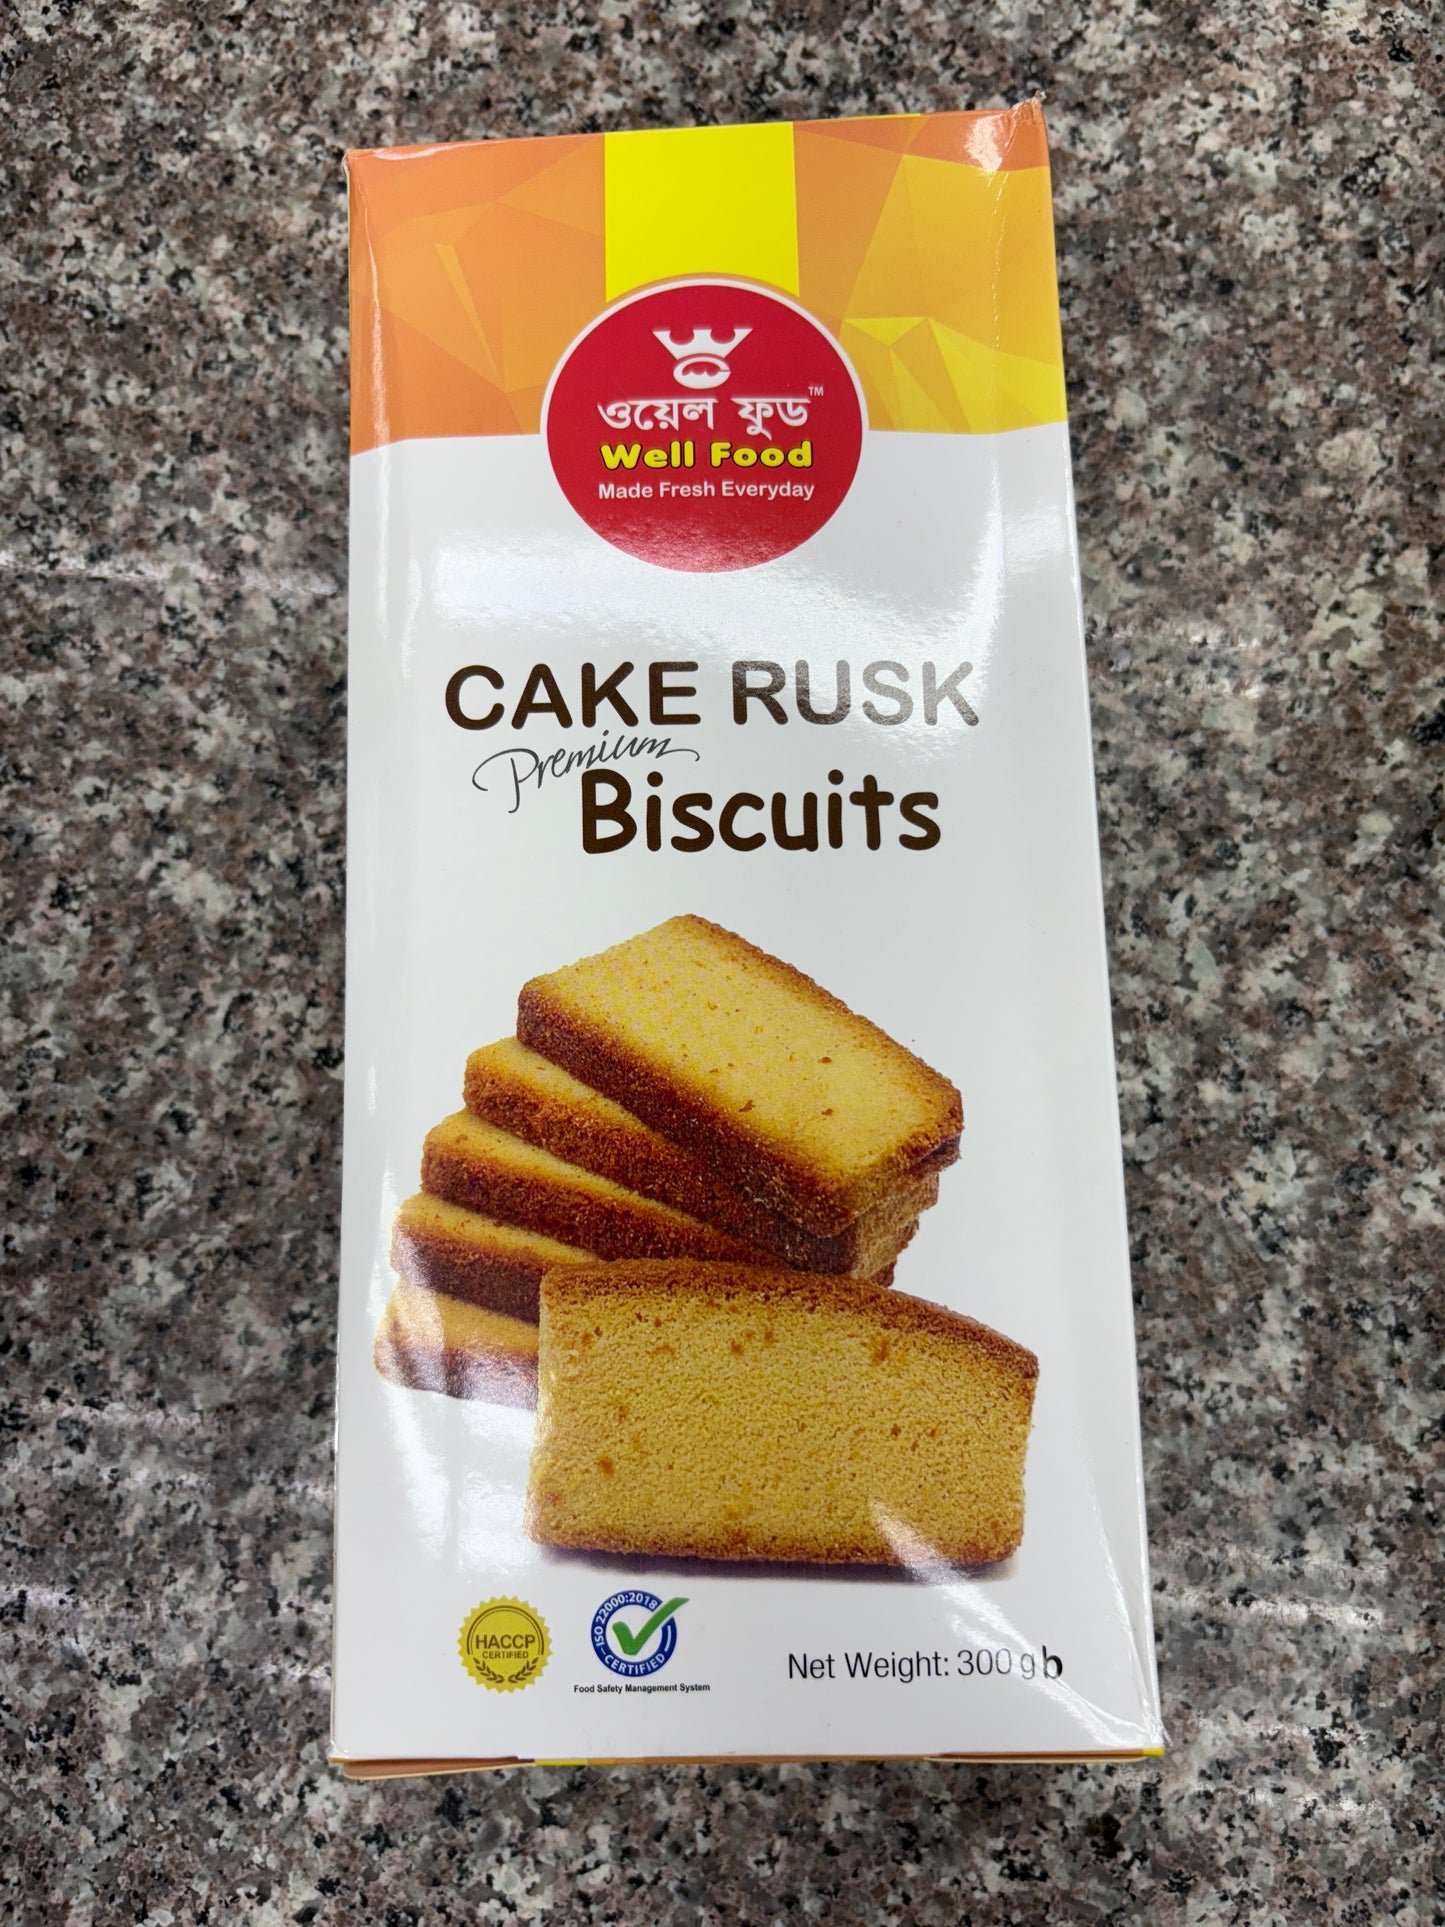 ওয়েল ফুড™
Well Food
Made Fresh Everyday
CAKE RUSK
Premium
Biscuits
HACCP
CERTIFIED
ISO 22000:2018
CERTIFIED
Food Safety Management System
Net Weight: 300 g b